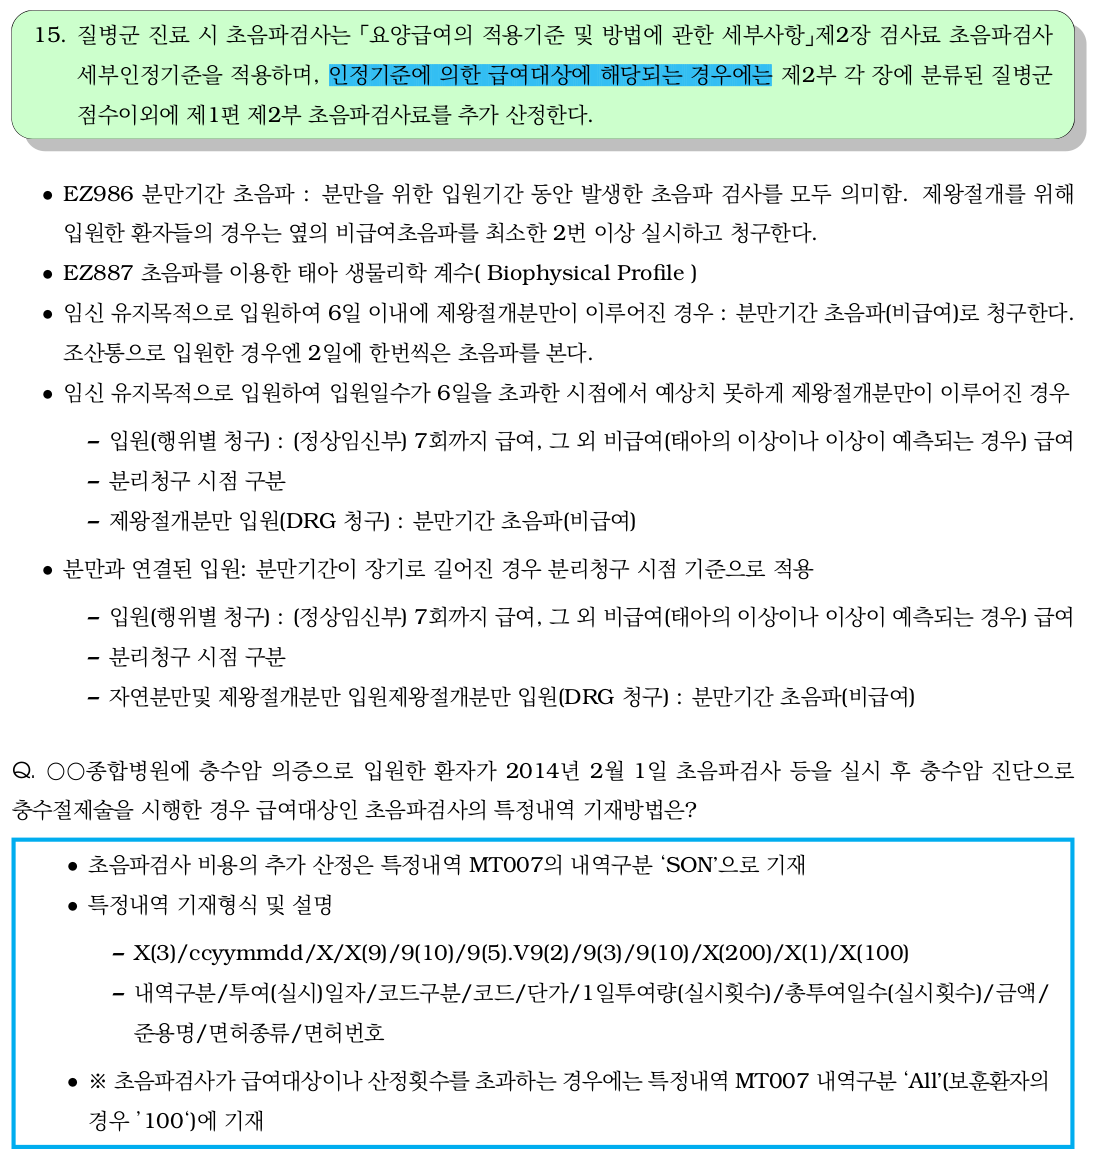 15. 질병군 진료 시 초음파검사는 「요양급여의 적용기준 및 방법에 관한 세부사항」제2장 검사료 초음파검사
세부인정기준을 적용하며, 인정기준에 의한 급여대상에 해당되는 경우에는 제2부 각 장에 분류된 질병군
점수이외에 제1편 제2부 초음파검사료를 추가 산정한다.
• EZ986 분만기간 초음파 : 분만을 위한 입원기간 동안 발생한 초음파 검사를 모두 의미함. 제왕절개를 위해
입원한 환자들의 경우는 옆의 비급여초음파를 최소한 2번 이상 실시하고 청구한다.
• EZ887 초음파를 이용한 태아 생물리학 계수( Biophysical Profile )
• 임신 유지목적으로 입원하여 6일 이내에 제왕절개분만이 이루어진 경우 : 분만기간 초음파(비급여)로 청구한다.
조산통으로 입원한 경우엔 2일에 한번씩은 초음파를 본다.
• 임신 유지목적으로 입원하여 입원일수가 6일을 초과한 시점에서 예상치 못하게 제왕절개분만이 이루어진 경우
– 입원(행위별 청구) : (정상임신부) 7회까지 급여, 그 외 비급여(태아의 이상이나 이상이 예측되는 경우) 급여
– 분리청구 시점 구분
– 제왕절개분만 입원(DRG 청구) : 분만기간 초음파(비급여)
• 분만과 연결된 입원: 분만기간이 장기로 길어진 경우 분리청구 시점 기준으로 적용
– 입원(행위별 청구) : (정상임신부) 7회까지 급여, 그 외 비급여(태아의 이상이나 이상이 예측되는 경우) 급여
– 분리청구 시점 구분
– 자연분만및 제왕절개분만 입원제왕절개분만 입원(DRG 청구) : 분만기간 초음파(비급여)
Q. ○○종합병원에 충수암 의증으로 입원한 환자가 2014년 2월 1일 초음파검사 등을 실시 후 충수암 진단으로
충수절제술을 시행한 경우 급여대상인 초음파검사의 특정내역 기재방법은?
• 초음파검사 비용의 추가 산정은 특정내역 MT007의 내역구분 ‘SON’으로 기재
• 특정내역 기재형식 및 설명
– X(3)/ccyymmdd/X/X(9)/9(10)/9(5).V9(2)/9(3)/9(10)/X(200)/X(1)/X(100)
– 내역구분/투여(실시)일자/코드구분/코드/단가/1일투여량(실시횟수)/총투여일수(실시횟수)/금액/
준용명/면허종류/면허번호
• ※ 초음파검사가 급여대상이나 산정횟수를 초과하는 경우에는 특정내역 MT007 내역구분 ‘All’(보훈환자의
경우 ’100‘)에 기재